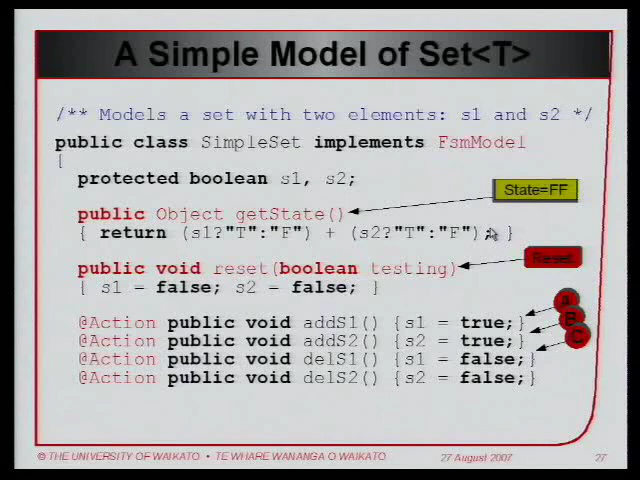 A Simple Model of Set<T>
/** Models a set with two elements: s1 and s2 */
public class SimpleSet implements FsmModel
{
protected boolean s1, s2;
State=FF
public Object getState()
{ return (s1?"T":"F") + (s2?"T":"F"); }
Reset
public void reset(boolean testing)
{ s1 = false; s2 = false; }
a
@Action public void addS1() {s1 = true;}
B
@Action public void addS2() {s2 = true;}
C
@Action public void delS1() {s1 = false;}
@Action public void delS2() {s2 = false;}
© THE UNIVERSITY OF WAIKATO • TE WHARE WANANGA O WAIKATO
27 August 2007
27